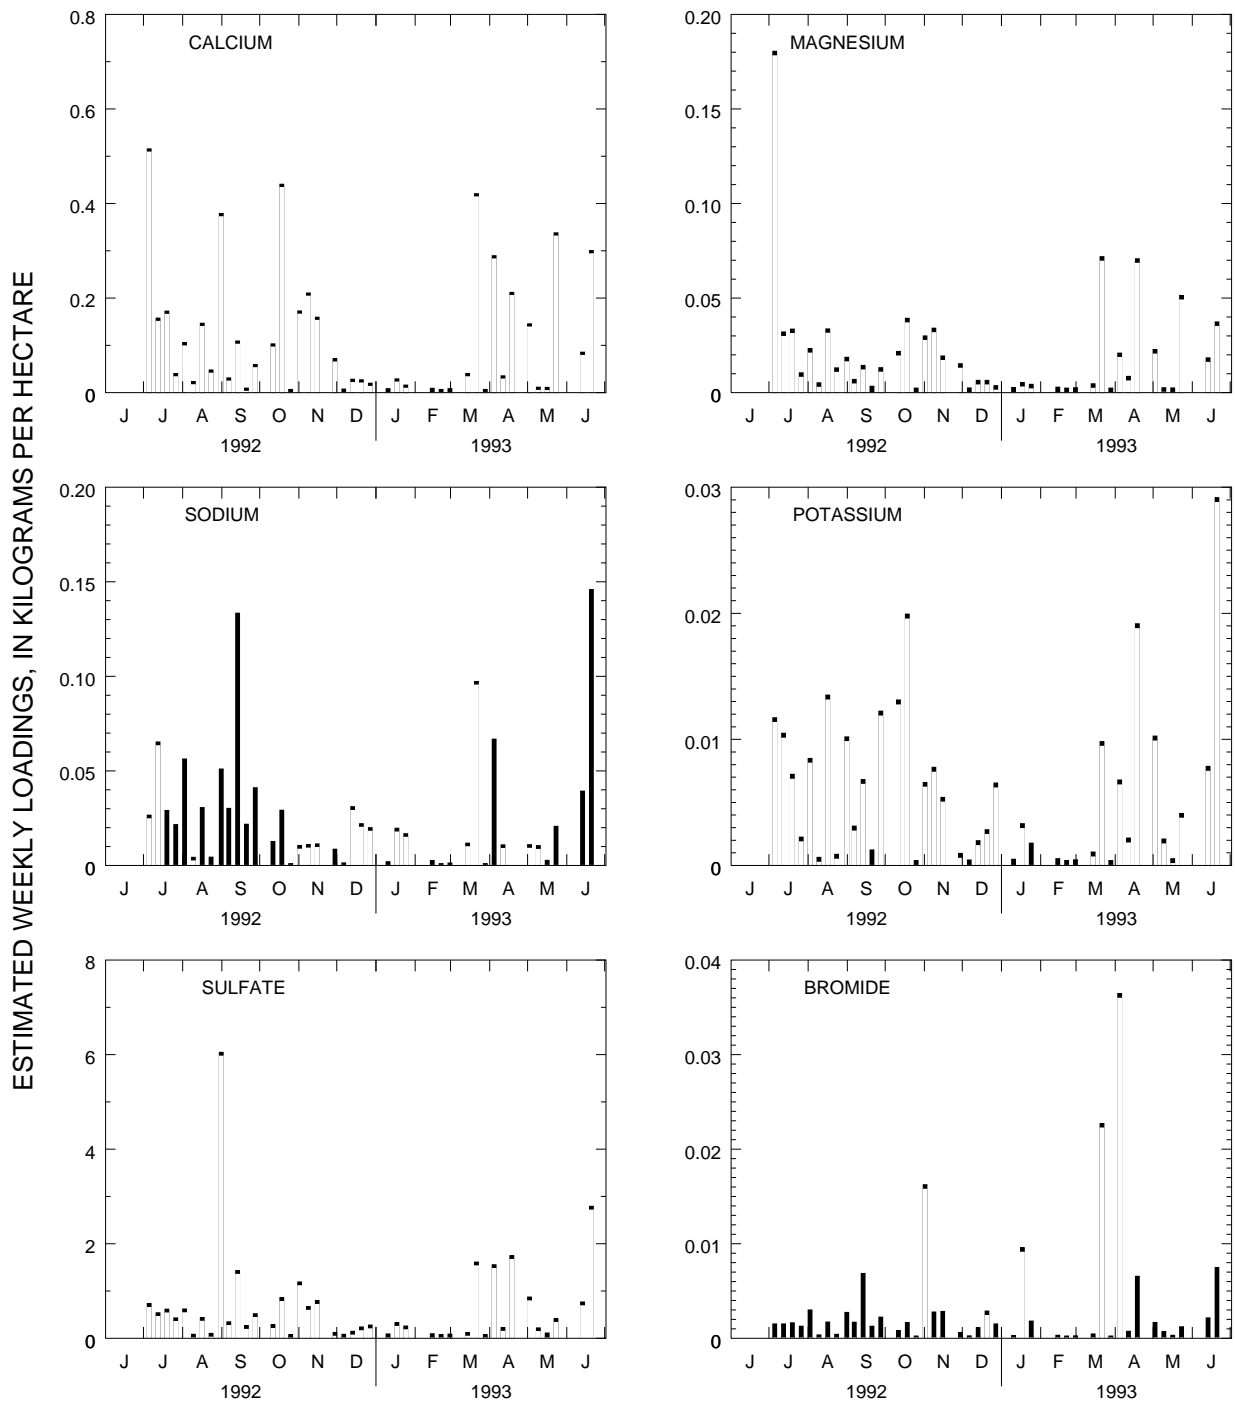 ESTIMATED WEEKLY LOADINGS, IN KILOGRAMS PER HECTARE
CALCIUM
0.8
0.6
0.4
0.2
0
J J A S O N D J F M A M J
1992 1993
MAGNESIUM
0.20
0.15
0.10
0.05
0
J J A S O N D J F M A M J
1992 1993
SODIUM
0.20
0.15
0.10
0.05
0
J J A S O N D J F M A M J
1992 1993
POTASSIUM
0.03
0.02
0.01
0
J J A S O N D J F M A M J
1992 1993
SULFATE
8
6
4
2
0
J J A S O N D J F M A M J
1992 1993
BROMIDE
0.04
0.03
0.02
0.01
0
J J A S O N D J F M A M J
1992 1993